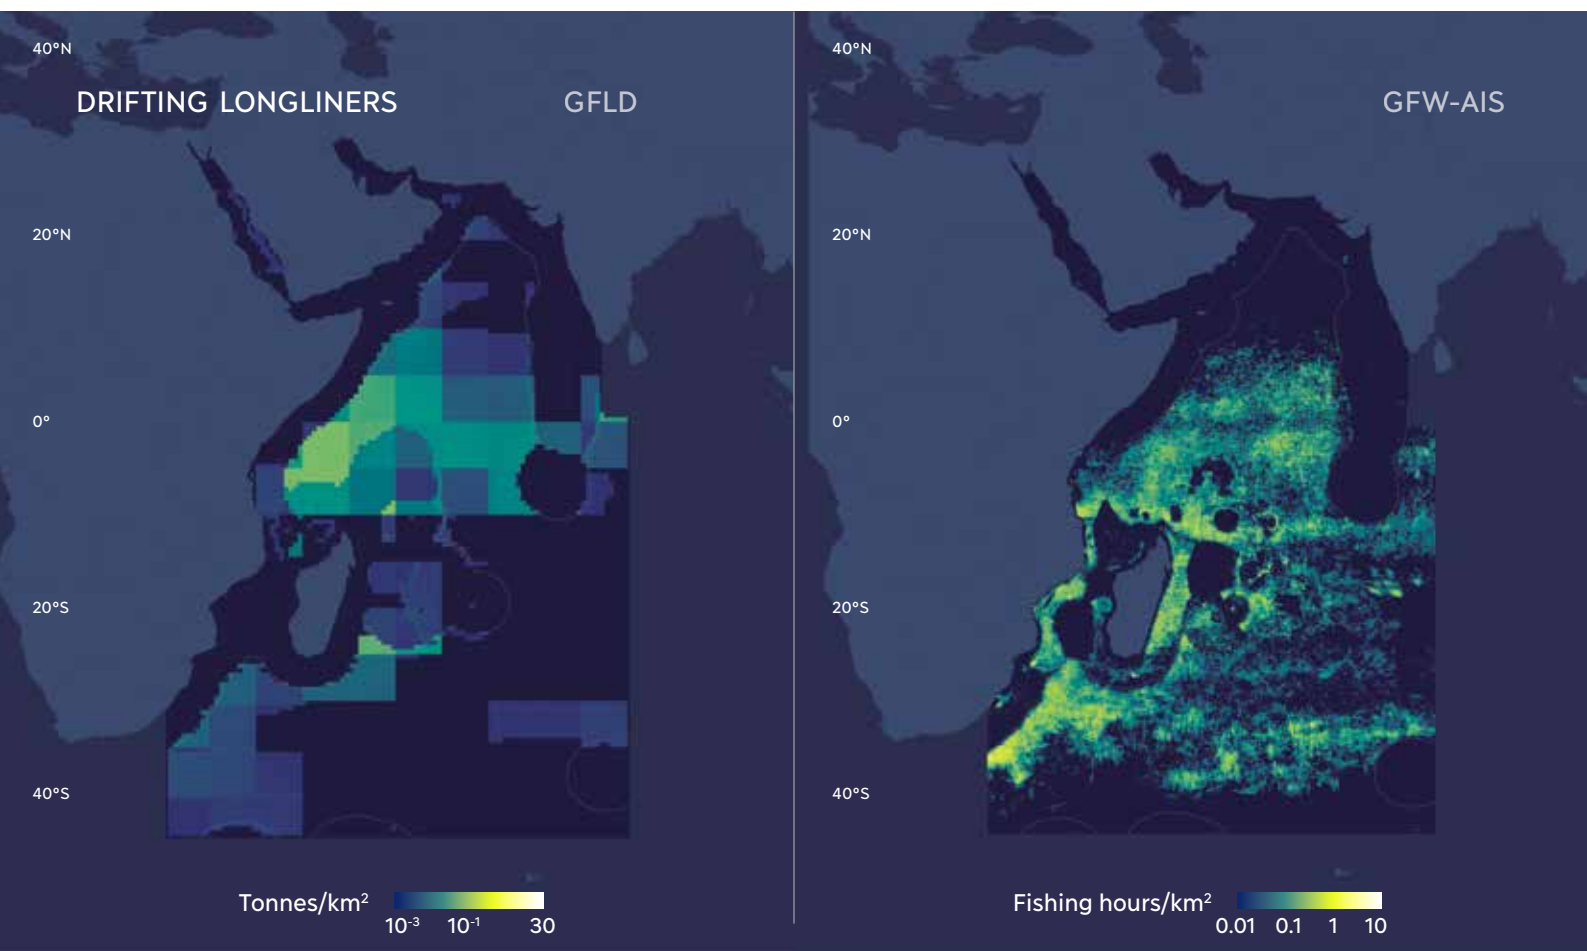 40°N
DRIFTING LONGLINERS
GFLD
20°N
0°
20°S
40°S
Tonnes/km²
10⁻³ 10⁻¹ 30
40°N
GFW-AIS
20°N
0°
20°S
40°S
Fishing hours/km²
0.01 0.1 1 10